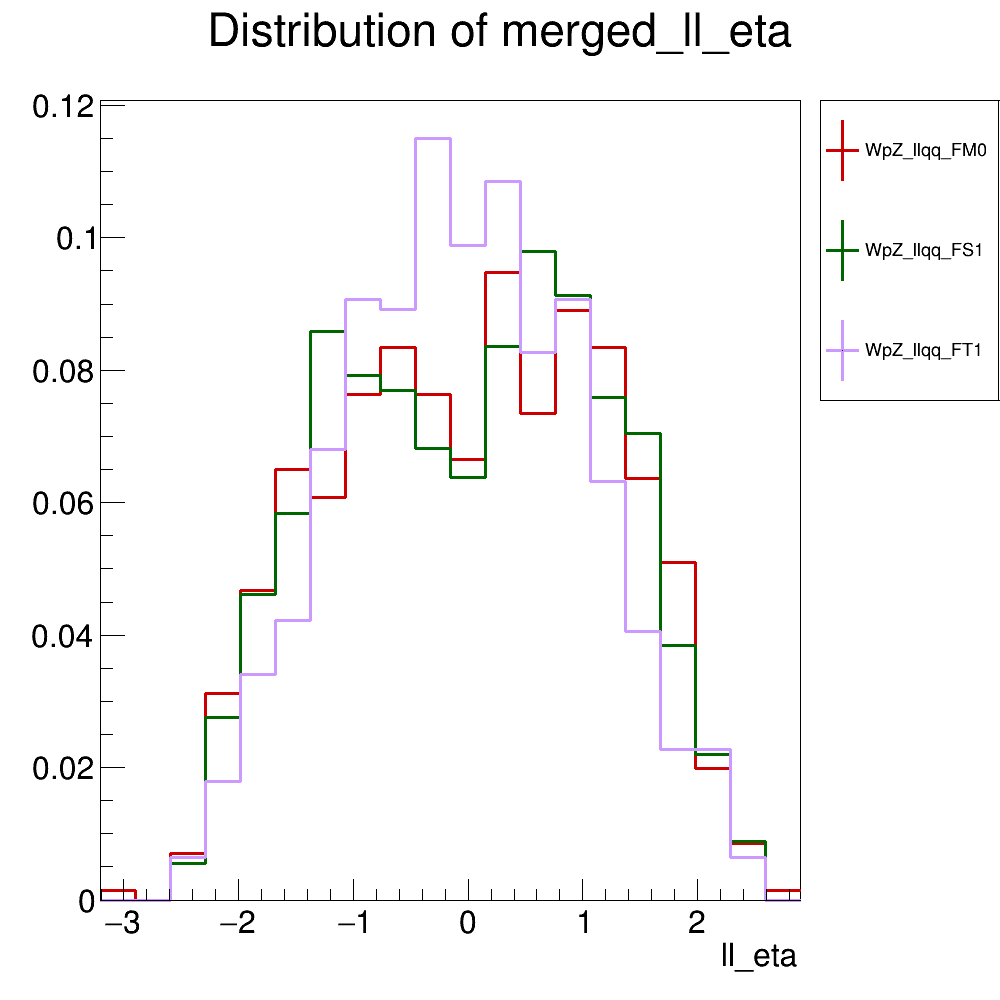 Distribution of merged_ll_eta
0.12
0.1
0.08
0.06
0.04
0.02
0
−3 −2 −1 0 1 2
ll_eta
WpZ_llqq_FM0
WpZ_llqq_FS1
WpZ_llqq_FT1